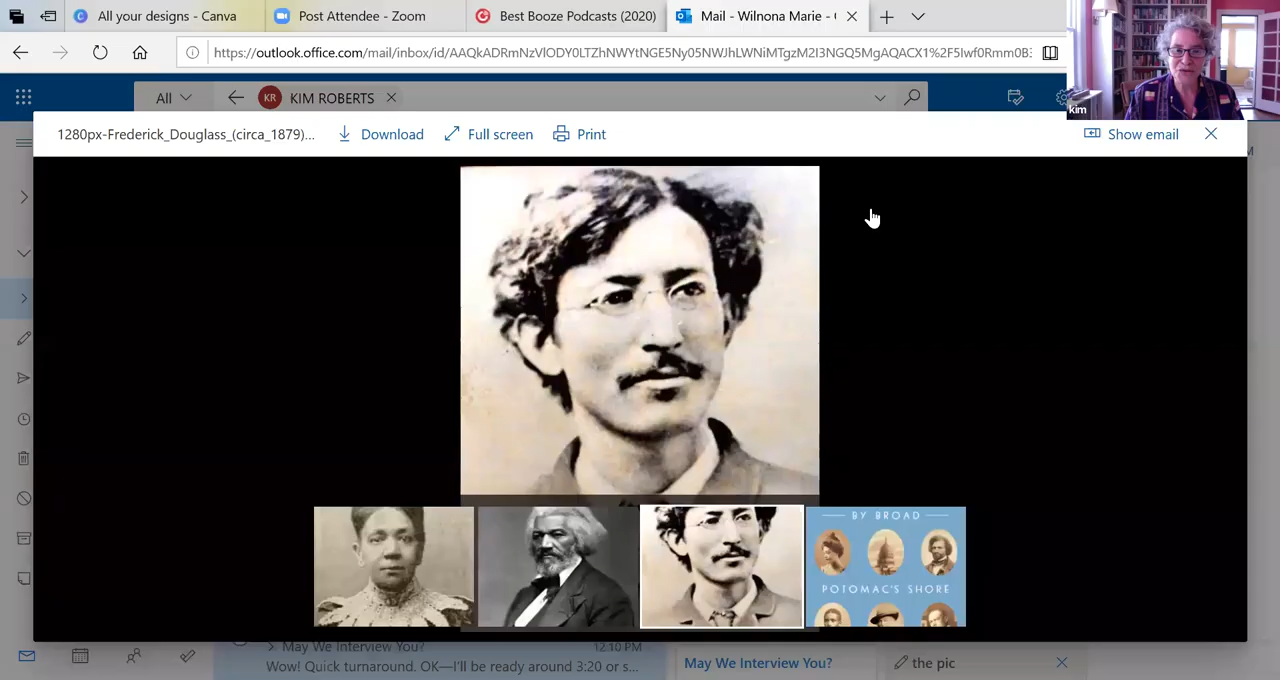 All your designs - Canva
Post Attendee - Zoom
Best Booze Podcasts (2020)
Mail - Wilnona Marie -
https://outlook.office.com/mail/inbox/id/
kim
All
KR KIM ROBERTS
1280px-Frederick_Douglass_(circa_1879)...
Download
Full screen
Print
Show email
BY BROAD
POTOMAC'S SHORE
May We Interview You?
12:10 PM
Wow! Quick turnaround. OK—I'll be ready around 3:20 or s...
May We Interview You?
the pic